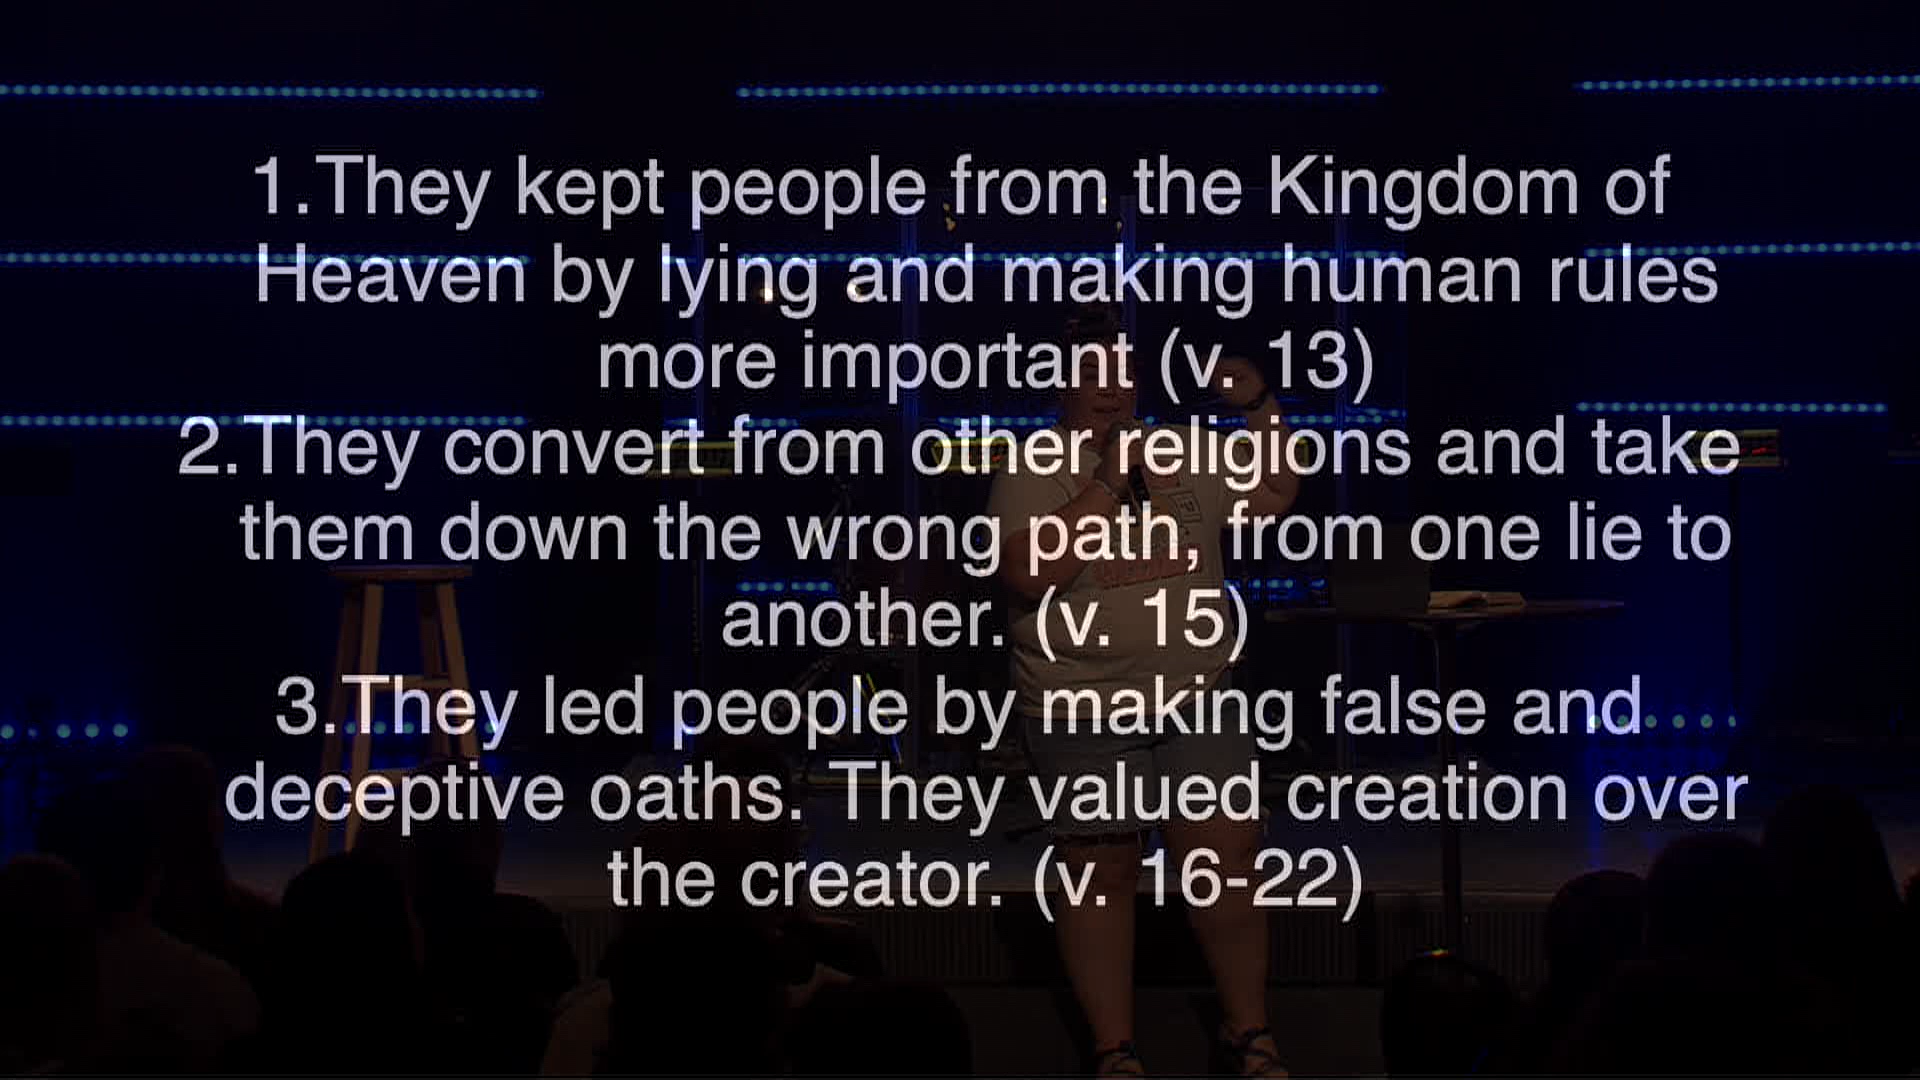 1.They kept people from the Kingdom of
Heaven by lying and making human rules
more important (v. 13)
2.They convert from other religions and take
them down the wrong path, from one lie to
another. (v. 15)
3.They led people by making false and
deceptive oaths. They valued creation over
the creator. (v. 16-22)